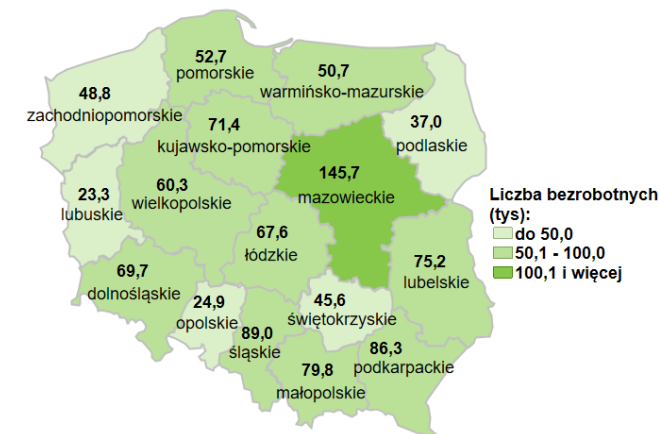 52,7
pomorskie
50,7
warmińsko-mazurskie
48,8
zachodniopomorskie
37,0
podlaskie
71,4
kujawsko-pomorskie
145,7
mazowieckie
23,3
lubuskie
60,3
wielkopolskie
Liczba bezrobotnych
(tys):
do 50,0
50,1 - 100,0
100,1 i więcej
67,6
łódzkie
75,2
lubelskie
69,7
dolnośląskie
24,9
opolskie
45,6
świętokrzyskie
89,0
śląskie
86,3
podkarpackie
79,8
małopolskie